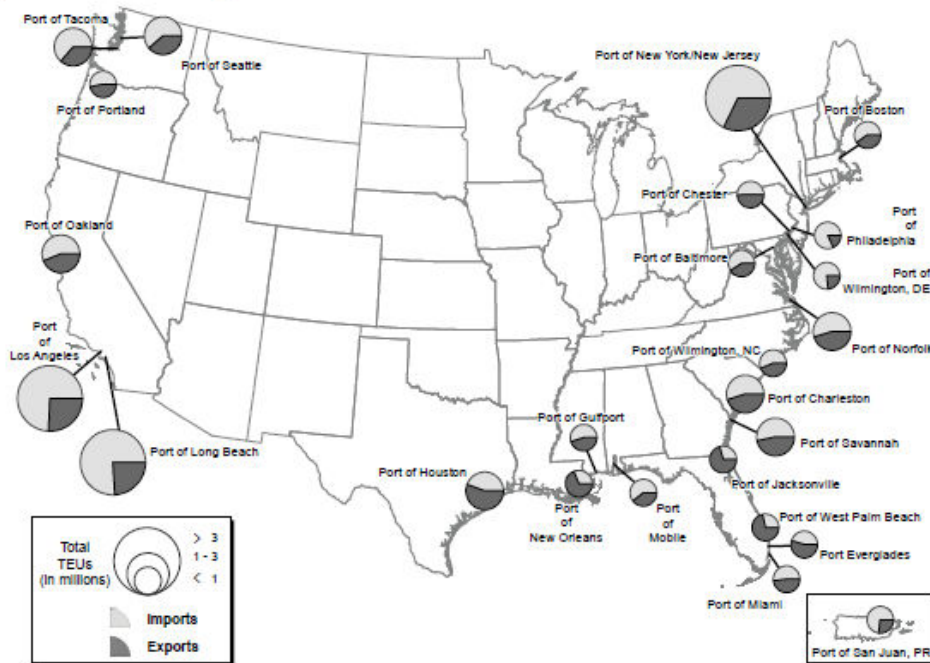 Port of Tacoma
Port of Seattle
Port of Portland
Port of New York/New Jersey
Port of Boston
Port of Chester
Port
of
Philadelphia
Port of Oakland
Port of Baltimore
Port of
Wilmington, DE
Port
of
Los Angeles
Port of Norfolk
Port of Wilmington, NC
Port of Charleston
Port of Gulfport
Port of Long Beach
Port of Savannah
Port of Houston
Port of Jacksonville
Port
of
New Orleans
Port
of
Mobile
Port of West Palm Beach
Port Everglades
Port of Miami
Port of San Juan, PR
Total
TEUs
(In millions)
> 3
1 - 3
< 1
Imports
Exports